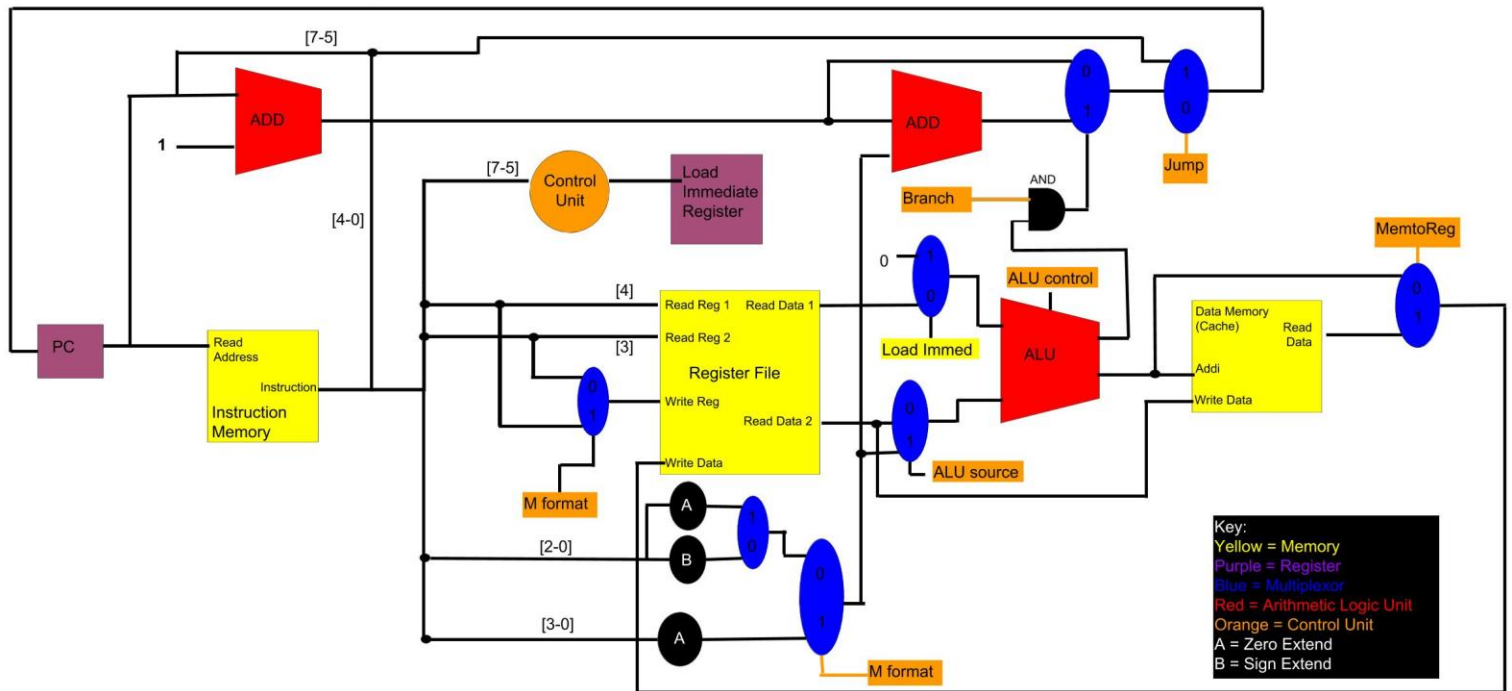 [7-5]
ADD
1
[4-0]
[7-5]
Control
Unit
Load
Immediate
Register
ADD
0
1
1
0
Jump
AND
Branch
MemtoReg
0
1
0
ALU control
[4]
Read Reg 1
Read Data 1
[3]
Read Reg 2
Register File
Write Reg
Read Data 2
Write Data
Load Immed
ALU
Data Memory
(Cache)
Read
Data
Addi
Write Data
0
1
PC
Read
Address
Instruction
Instruction
Memory
0
1
M format
0
1
ALU source
[2-0]
A
B
1
0
[3-0]
A
0
1
M format
Key:
Yellow = Memory
Purple = Register
Blue = Multiplexor
Red = Arithmetic Logic Unit
Orange = Control Unit
A = Zero Extend
B = Sign Extend